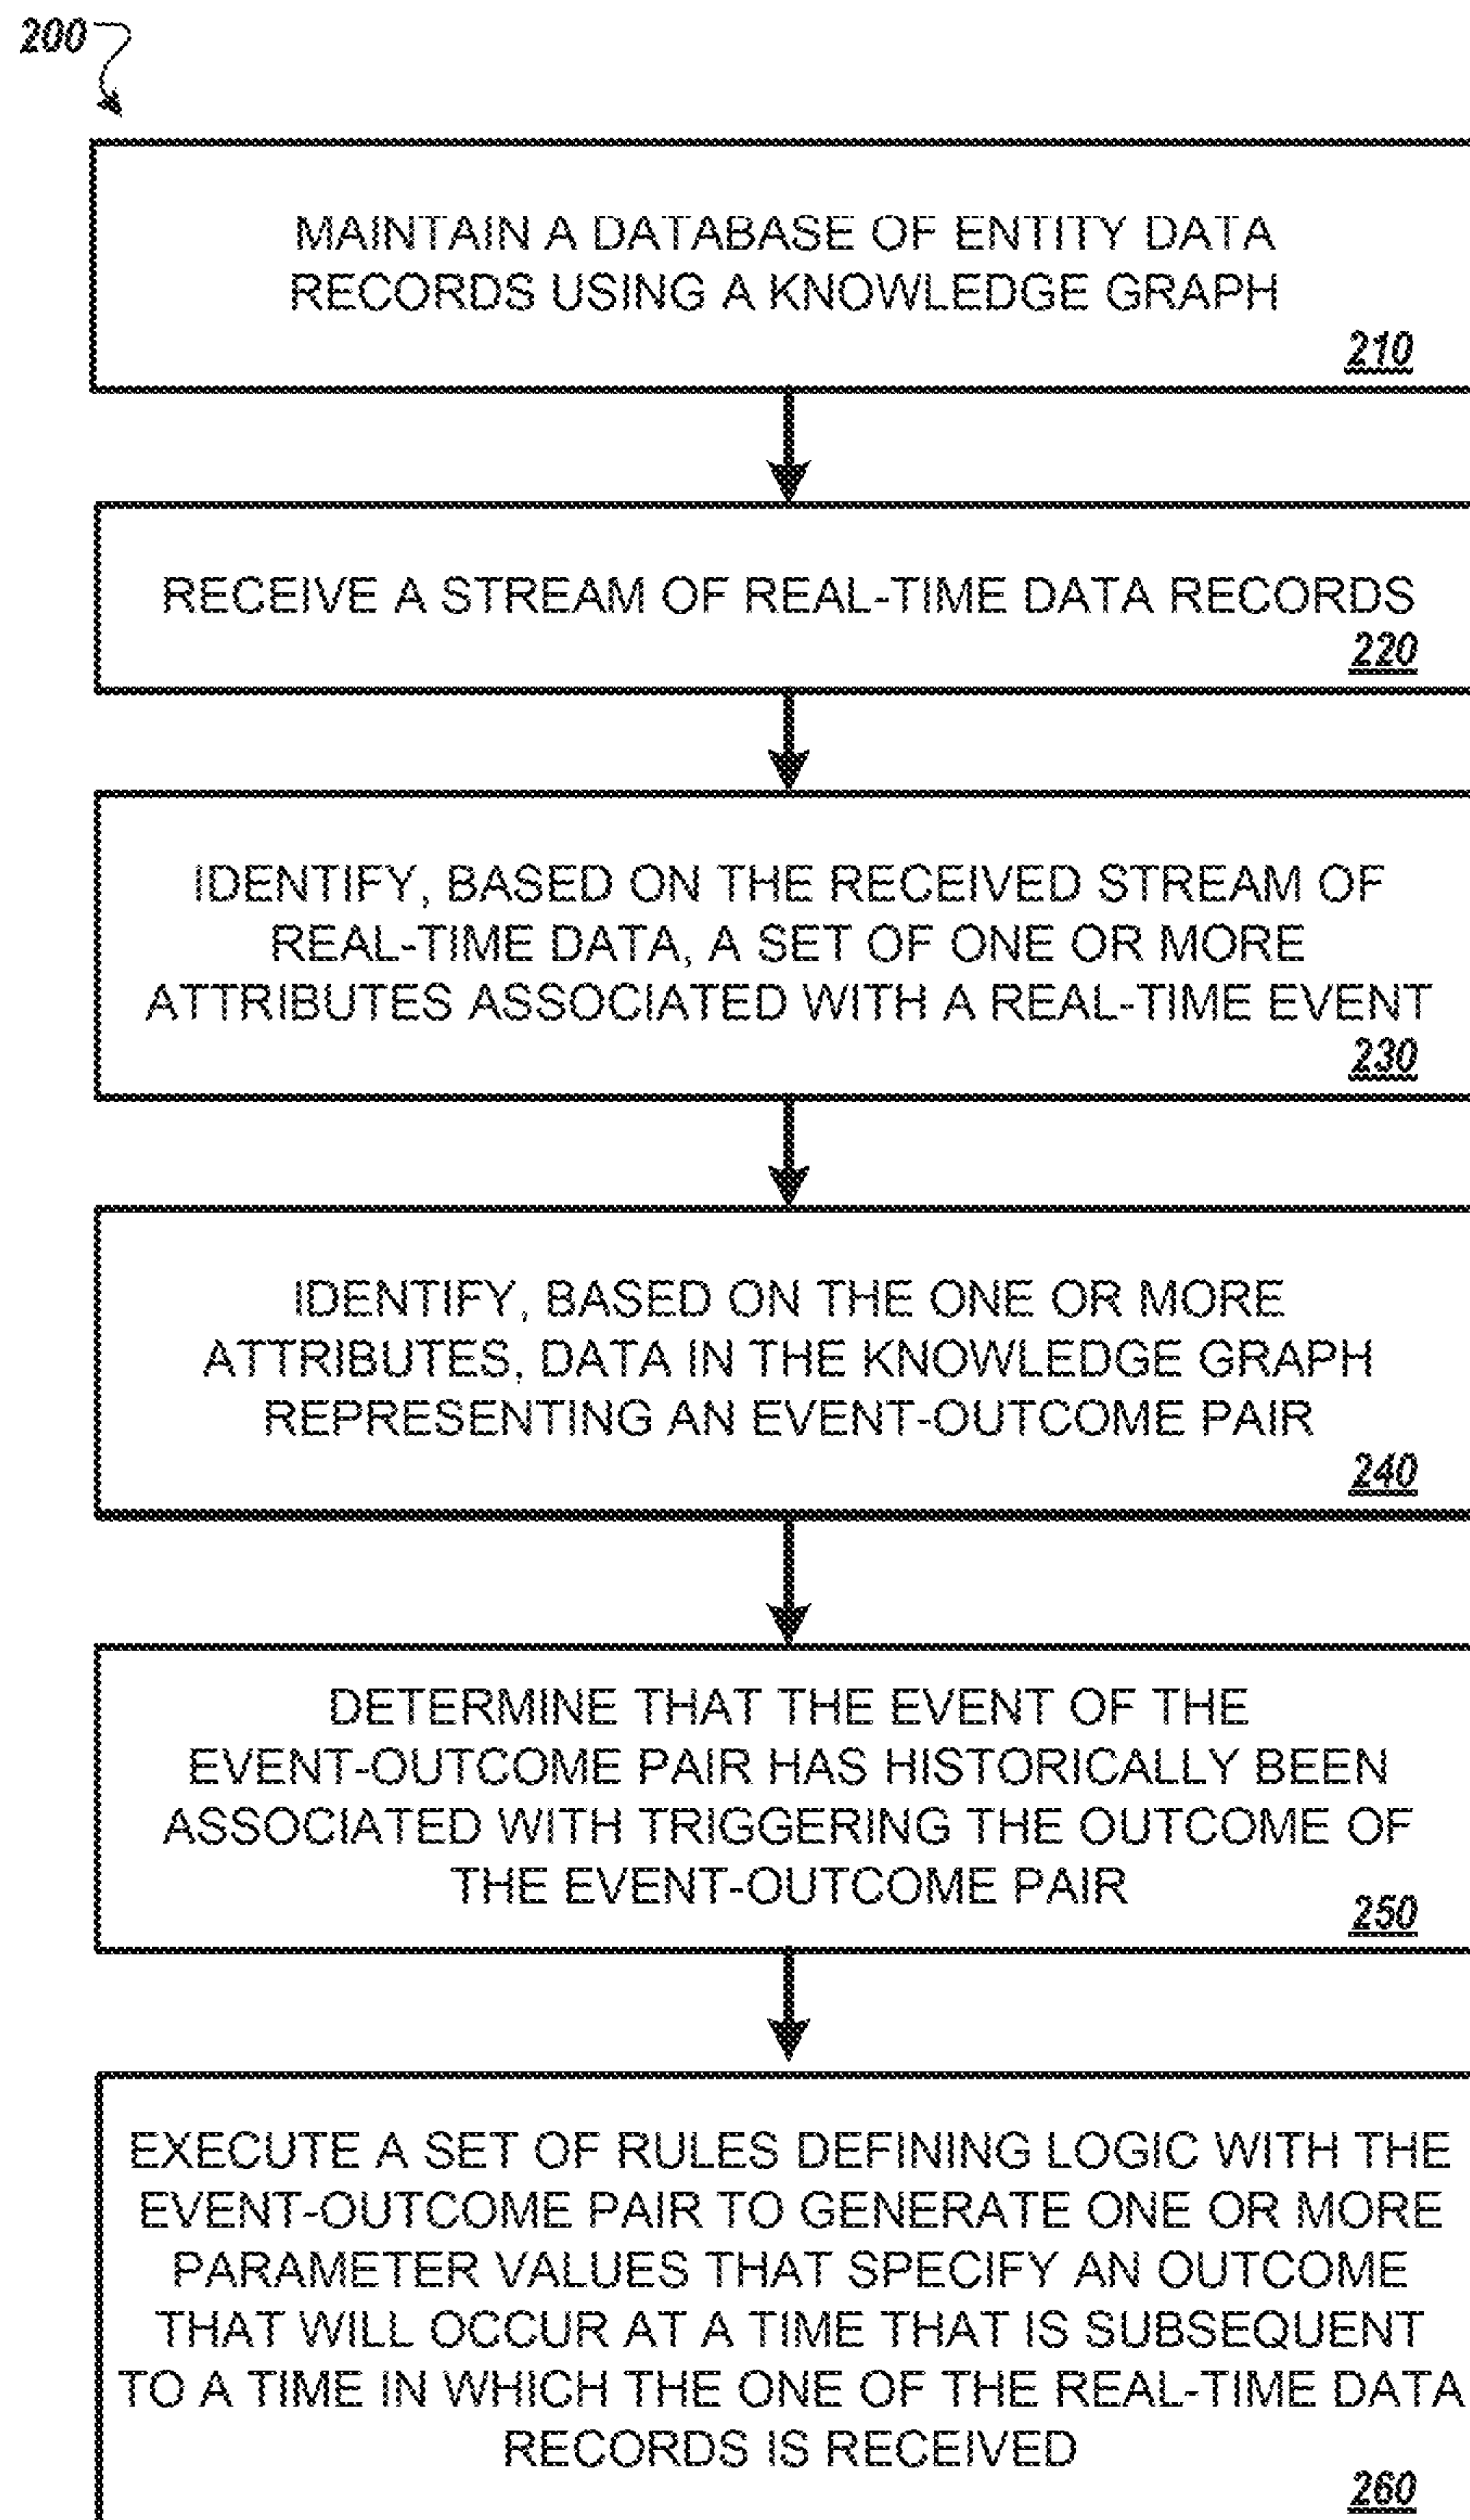 200
MAINTAIN A DATABASE OF ENTITY DATA
RECORDS USING A KNOWLEDGE GRAPH
210
RECEIVE A STREAM OF REAL-TIME DATA RECORDS
220
IDENTIFY, BASED ON THE RECEIVED STREAM OF
REAL-TIME DATA, A SET OF ONE OR MORE
ATTRIBUTES ASSOCIATED WITH A REAL-TIME EVENT
230
IDENTIFY, BASED ON THE ONE OR MORE
ATTRIBUTES, DATA IN THE KNOWLEDGE GRAPH
REPRESENTING AN EVENT-OUTCOME PAIR
240
DETERMINE THAT THE EVENT OF THE
EVENT-OUTCOME PAIR HAS HISTORICALLY BEEN
ASSOCIATED WITH TRIGGERING THE OUTCOME OF
THE EVENT-OUTCOME PAIR
250
EXECUTE A SET OF RULES DEFINING LOGIC WITH THE
EVENT-OUTCOME PAIR TO GENERATE ONE OR MORE
PARAMETER VALUES THAT SPECIFY AN OUTCOME
THAT WILL OCCUR AT A TIME THAT IS SUBSEQUENT
TO A TIME IN WHICH THE ONE OF THE REAL-TIME DATA
RECORDS IS RECEIVED
260